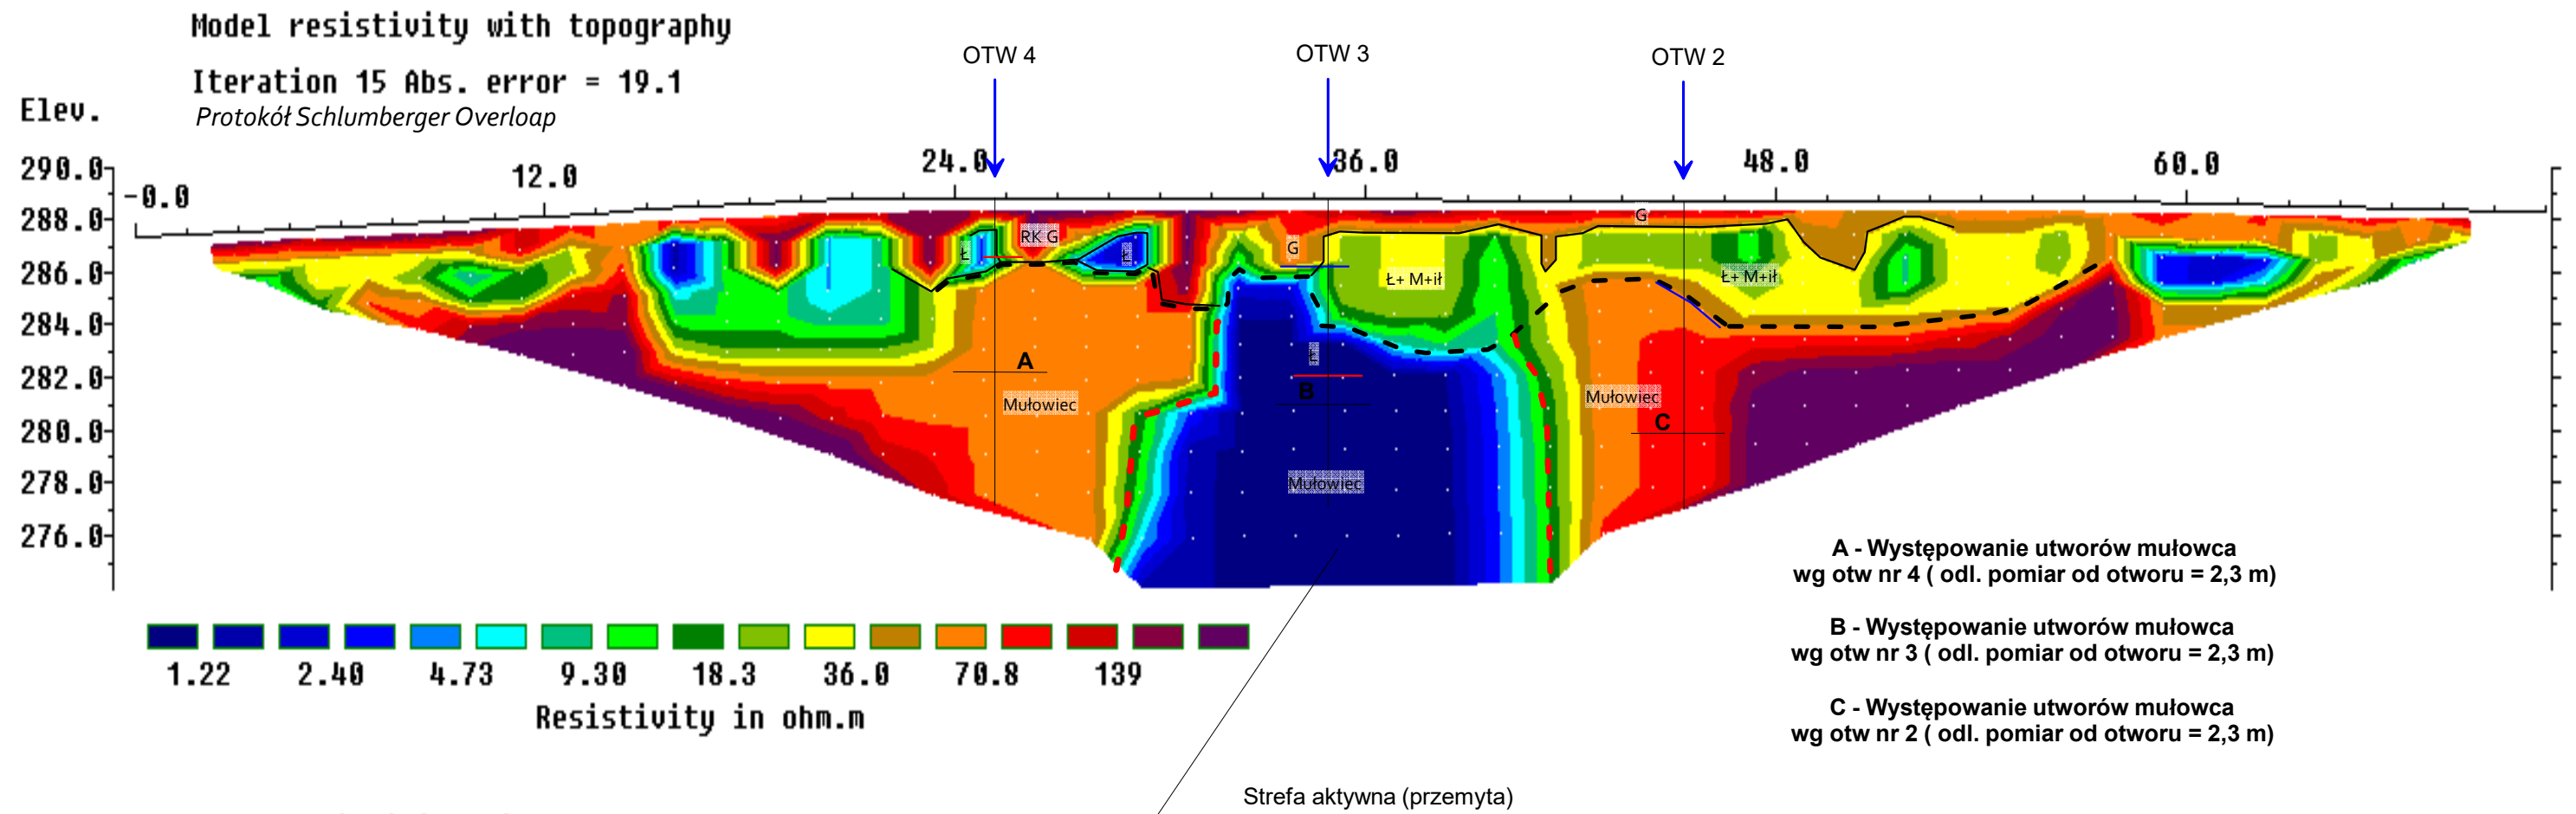 Model resistivity with topography
Iteration 15 Abs. error = 19.1
Protokół Schlumberger Overloap
Elev.
OTW 4
OTW 3
OTW 2
290.0
288.0
286.0
284.0
282.0
280.0
278.0
276.0
-0.0
12.0
24.0
36.0
48.0
60.0
Ł
RK G
G
G
Ł+ M+ił
Ł+ M+ił
A
Mułowiec
B
Mułowiec
Mułowiec
C
A - Występowanie utworów mułowca
wg otw nr 4 ( odl. pomiar od otworu = 2,3 m)
B - Występowanie utworów mułowca
wg otw nr 3 ( odl. pomiar od otworu = 2,3 m)
C - Występowanie utworów mułowca
wg otw nr 2 ( odl. pomiar od otworu = 2,3 m)
1.22 2.40 4.73 9.30 18.3 36.0 70.8 139
Resistivity in ohm.m
Strefa aktywna (przemyta)